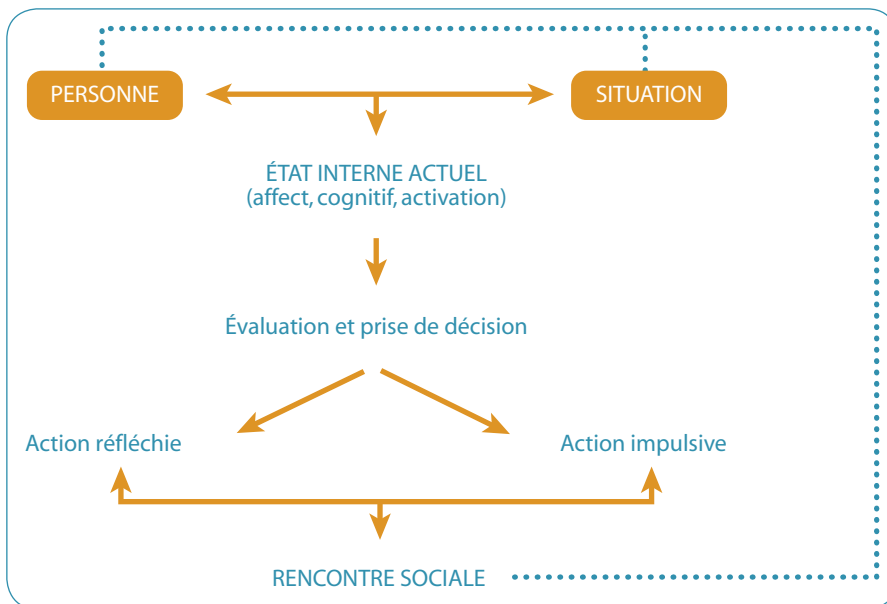 PERSONNE
SITUATION
ÉTAT INTERNE ACTUEL
(affect, cognitif, activation)
Évaluation et prise de décision
Action réfléchie
Action impulsive
RENCONTRE SOCIALE